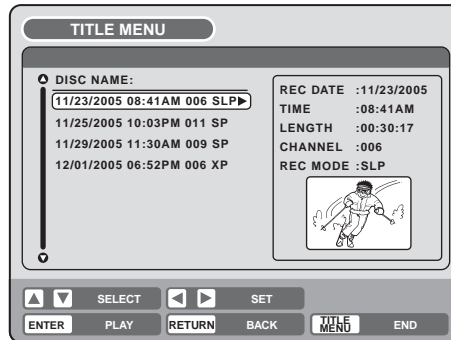 TITLE MENU
DISC NAME:
11/23/2005 08:41AM 006 SLP
11/25/2005 10:03PM 011 SP
11/29/2005 11:30AM 009 SP
12/01/2005 06:52PM 006 XP
REC DATE :11/23/2005
TIME :08:41AM
LENGTH :00:30:17
CHANNEL :006
REC MODE :SLP
SELECT SET
ENTER PLAY RETURN BACK TITLE MENU END